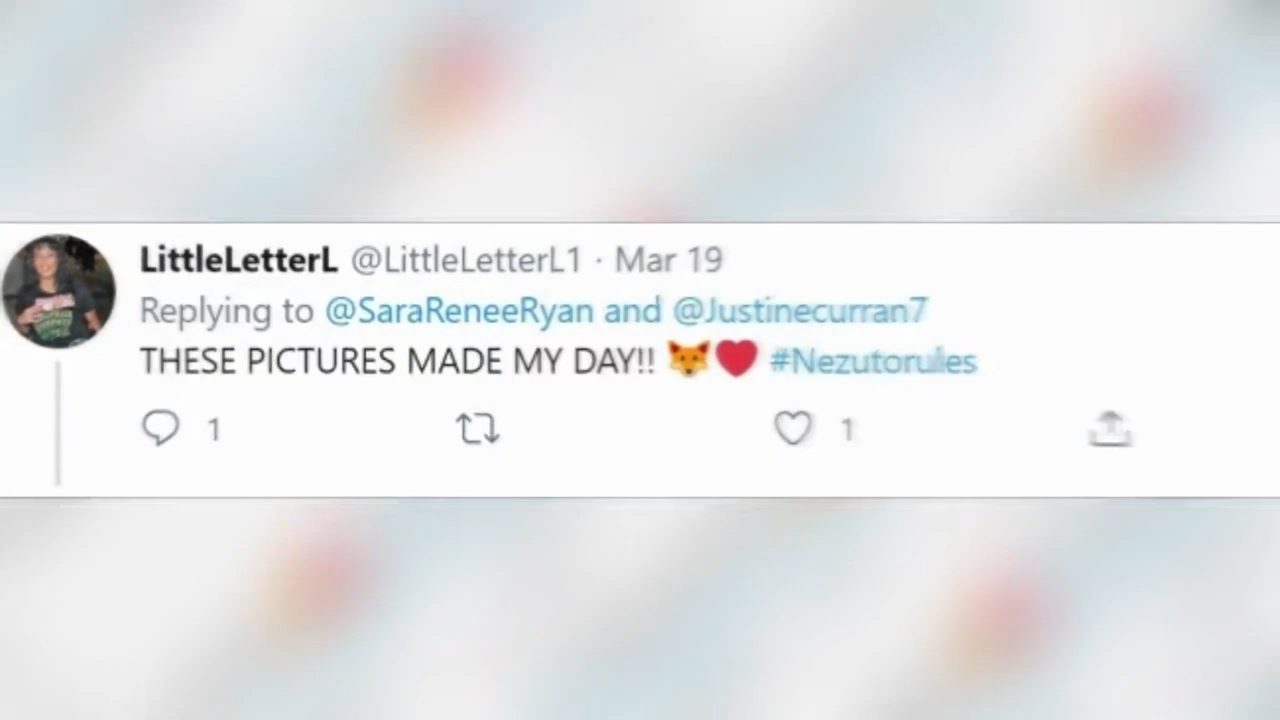 LittleLetterL @LittleLetterL1 · Mar 19
Replying to @SaraReneeRyan and @Justinecurran7
THESE PICTURES MADE MY DAY!! 🦊❤️ #Nezutorules
1 1